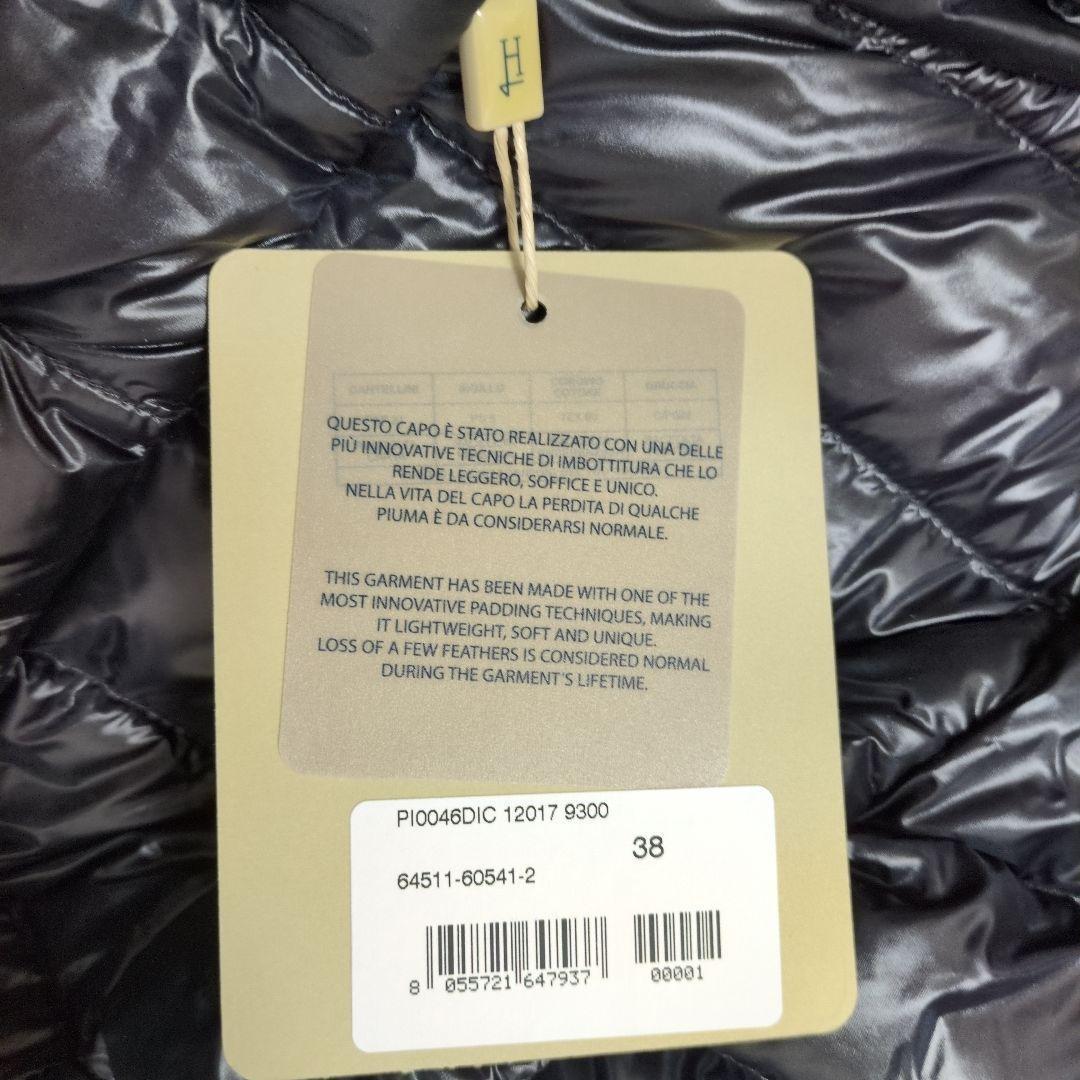 H
QUESTO CAPO È STATO REALIZZATO CON UNA DELLE
PIÙ INNOVATIVE TECNICHE DI IMBOTTITURA CHE LO
RENDE LEGGERO, SOFFICE E UNICO.
NELLA VITA DEL CAPO LA PERDITA DI QUALCHE
PIUMA È DA CONSIDERARSI NORMALE.
THIS GARMENT HAS BEEN MADE WITH ONE OF THE
MOST INNOVATIVE PADDING TECHNIQUES, MAKING
IT LIGHTWEIGHT, SOFT AND UNIQUE.
LOSS OF A FEW FEATHERS IS CONSIDERED NORMAL
DURING THE GARMENT'S LIFETIME.
PI0046DIC 12017 9300
38
64511-60541-2
8 055721 647937
00001